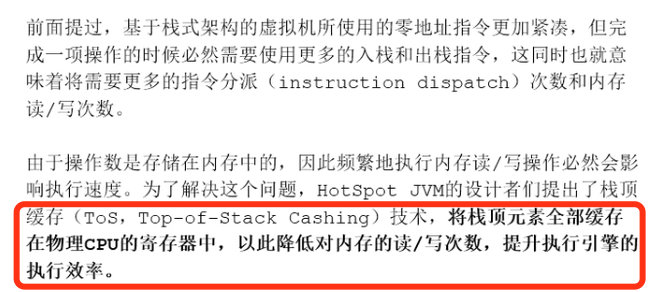 前面提过，基于栈式架构的虚拟机所使用的零地址指令更加紧凑，但完
成一项操作的时候必然需要使用更多的入栈和出栈指令，这同时也就意
味着将需要更多的指令分派（instruction dispatch）次数和内存
读/写次数。
由于操作数是存储在内存中的，因此频繁地执行内存读/写操作必然会影
响执行速度。为了解决这个问题，HotSpot JVM的设计者们提出了栈顶
缓存（ToS，Top-of-Stack Cashing）技术，将栈顶元素全部缓存
在物理CPU的寄存器中，以此降低对内存的读/写次数，提升执行引擎的
执行效率。